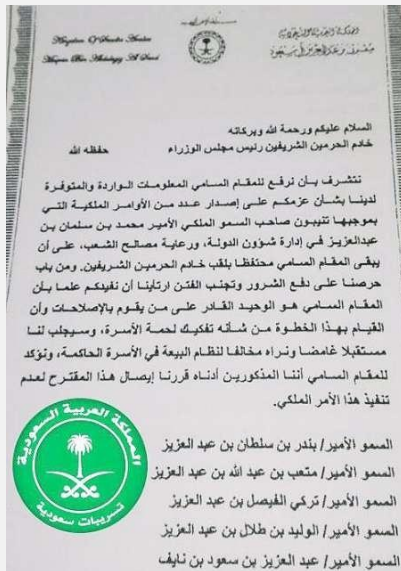 Kingdom Of Saudi Arabia
السلام عليكم ورحمة الله وبركاته
خادم الحرمين الشريفين رئيس مجلس الوزراء حفظه الله
نتشرف بأن نرفع للمقام السامي المعلومات الواردة والمتوفرة
لدينا بشأن عزمكم على إصدار عدد من الأوامر الملكية التي
بموجبها تنيبون صاحب السمو الملكي الأمير محمد بن سلمان بن
عبدالعزيز في إدارة شؤون الدولة، ورعاية مصالح الشعب، على أن
يبقى المقام السامي محتفظا بلقب خادم الحرمين الشريفين. ومن باب
حرصنا على دفع الشرور وتجنب الفتن ارتأينا أن نفيدكم علما بأن
المقام السامي هو الوحيد القادر على من يقوم بالإصلاحات وأن
القيام بهذا الخطوة من شأنه تفكيك لحمة الأسرة، وسيجلب لنا
مستقبلا غامضا ونراه مخالفا لنظام البيعة في الأسرة الحاكمة، ونؤكد
للمقام السامي أننا المذكورين أدناه قررنا إيصال هذا المقترح لعدم
تنفيذ هذا الأمر الملكي.
السمو الأمير/ بندر بن سلطان بن عبد العزيز
السمو الأمير/ متعب بن عبد الله بن عبد العزيز
السمو الأمير/ تركي الفيصل بن عبد العزيز
السمو الأمير/ الوليد بن طلال بن عبد العزيز
السمو الأمير/ عبد العزيز بن سعود بن نايف
المملكة العربية السعودية
تسريبات سعودية